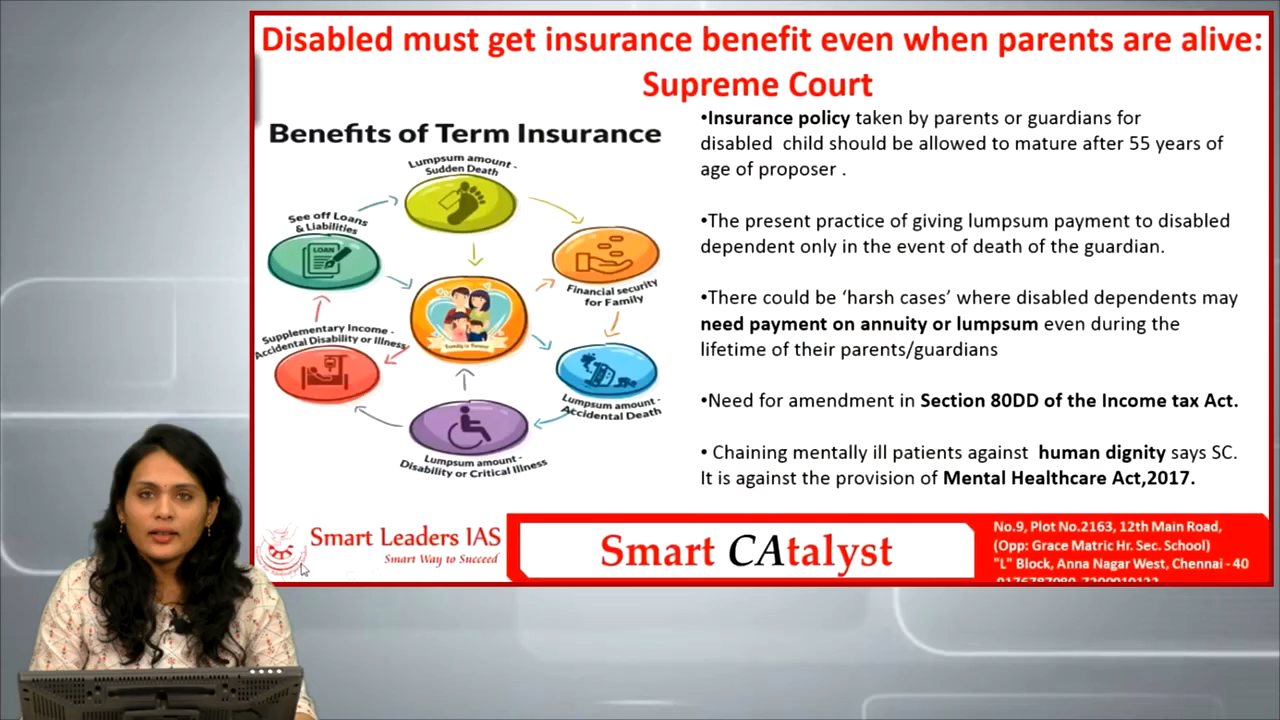 Disabled must get insurance benefit even when parents are alive:
Supreme Court
Benefits of Term Insurance
Lumpsum amount -
Sudden Death
See off Loans
& Liabilities
LOAN
Financial security
for Family
Supplementary Income -
Accidental Disability or Illness
Lumpsum amount -
Accidental Death
Lumpsum amount -
Disability or Critical Illness
•Insurance policy taken by parents or guardians for
disabled child should be allowed to mature after 55 years of
age of proposer .
•The present practice of giving lumpsum payment to disabled
dependent only in the event of death of the guardian.
•There could be ‘harsh cases’ where disabled dependents may
need payment on annuity or lumpsum even during the
lifetime of their parents/guardians
•Need for amendment in Section 80DD of the Income tax Act.
• Chaining mentally ill patients against human dignity says SC.
It is against the provision of Mental Healthcare Act,2017.
Smart Leaders IAS
Smart Way to Succeed
Smart CAtalyst
No.9, Plot No.2163, 12th Main Road,
(Opp: Grace Matric Hr. Sec. School)
"L" Block, Anna Nagar West, Chennai - 40